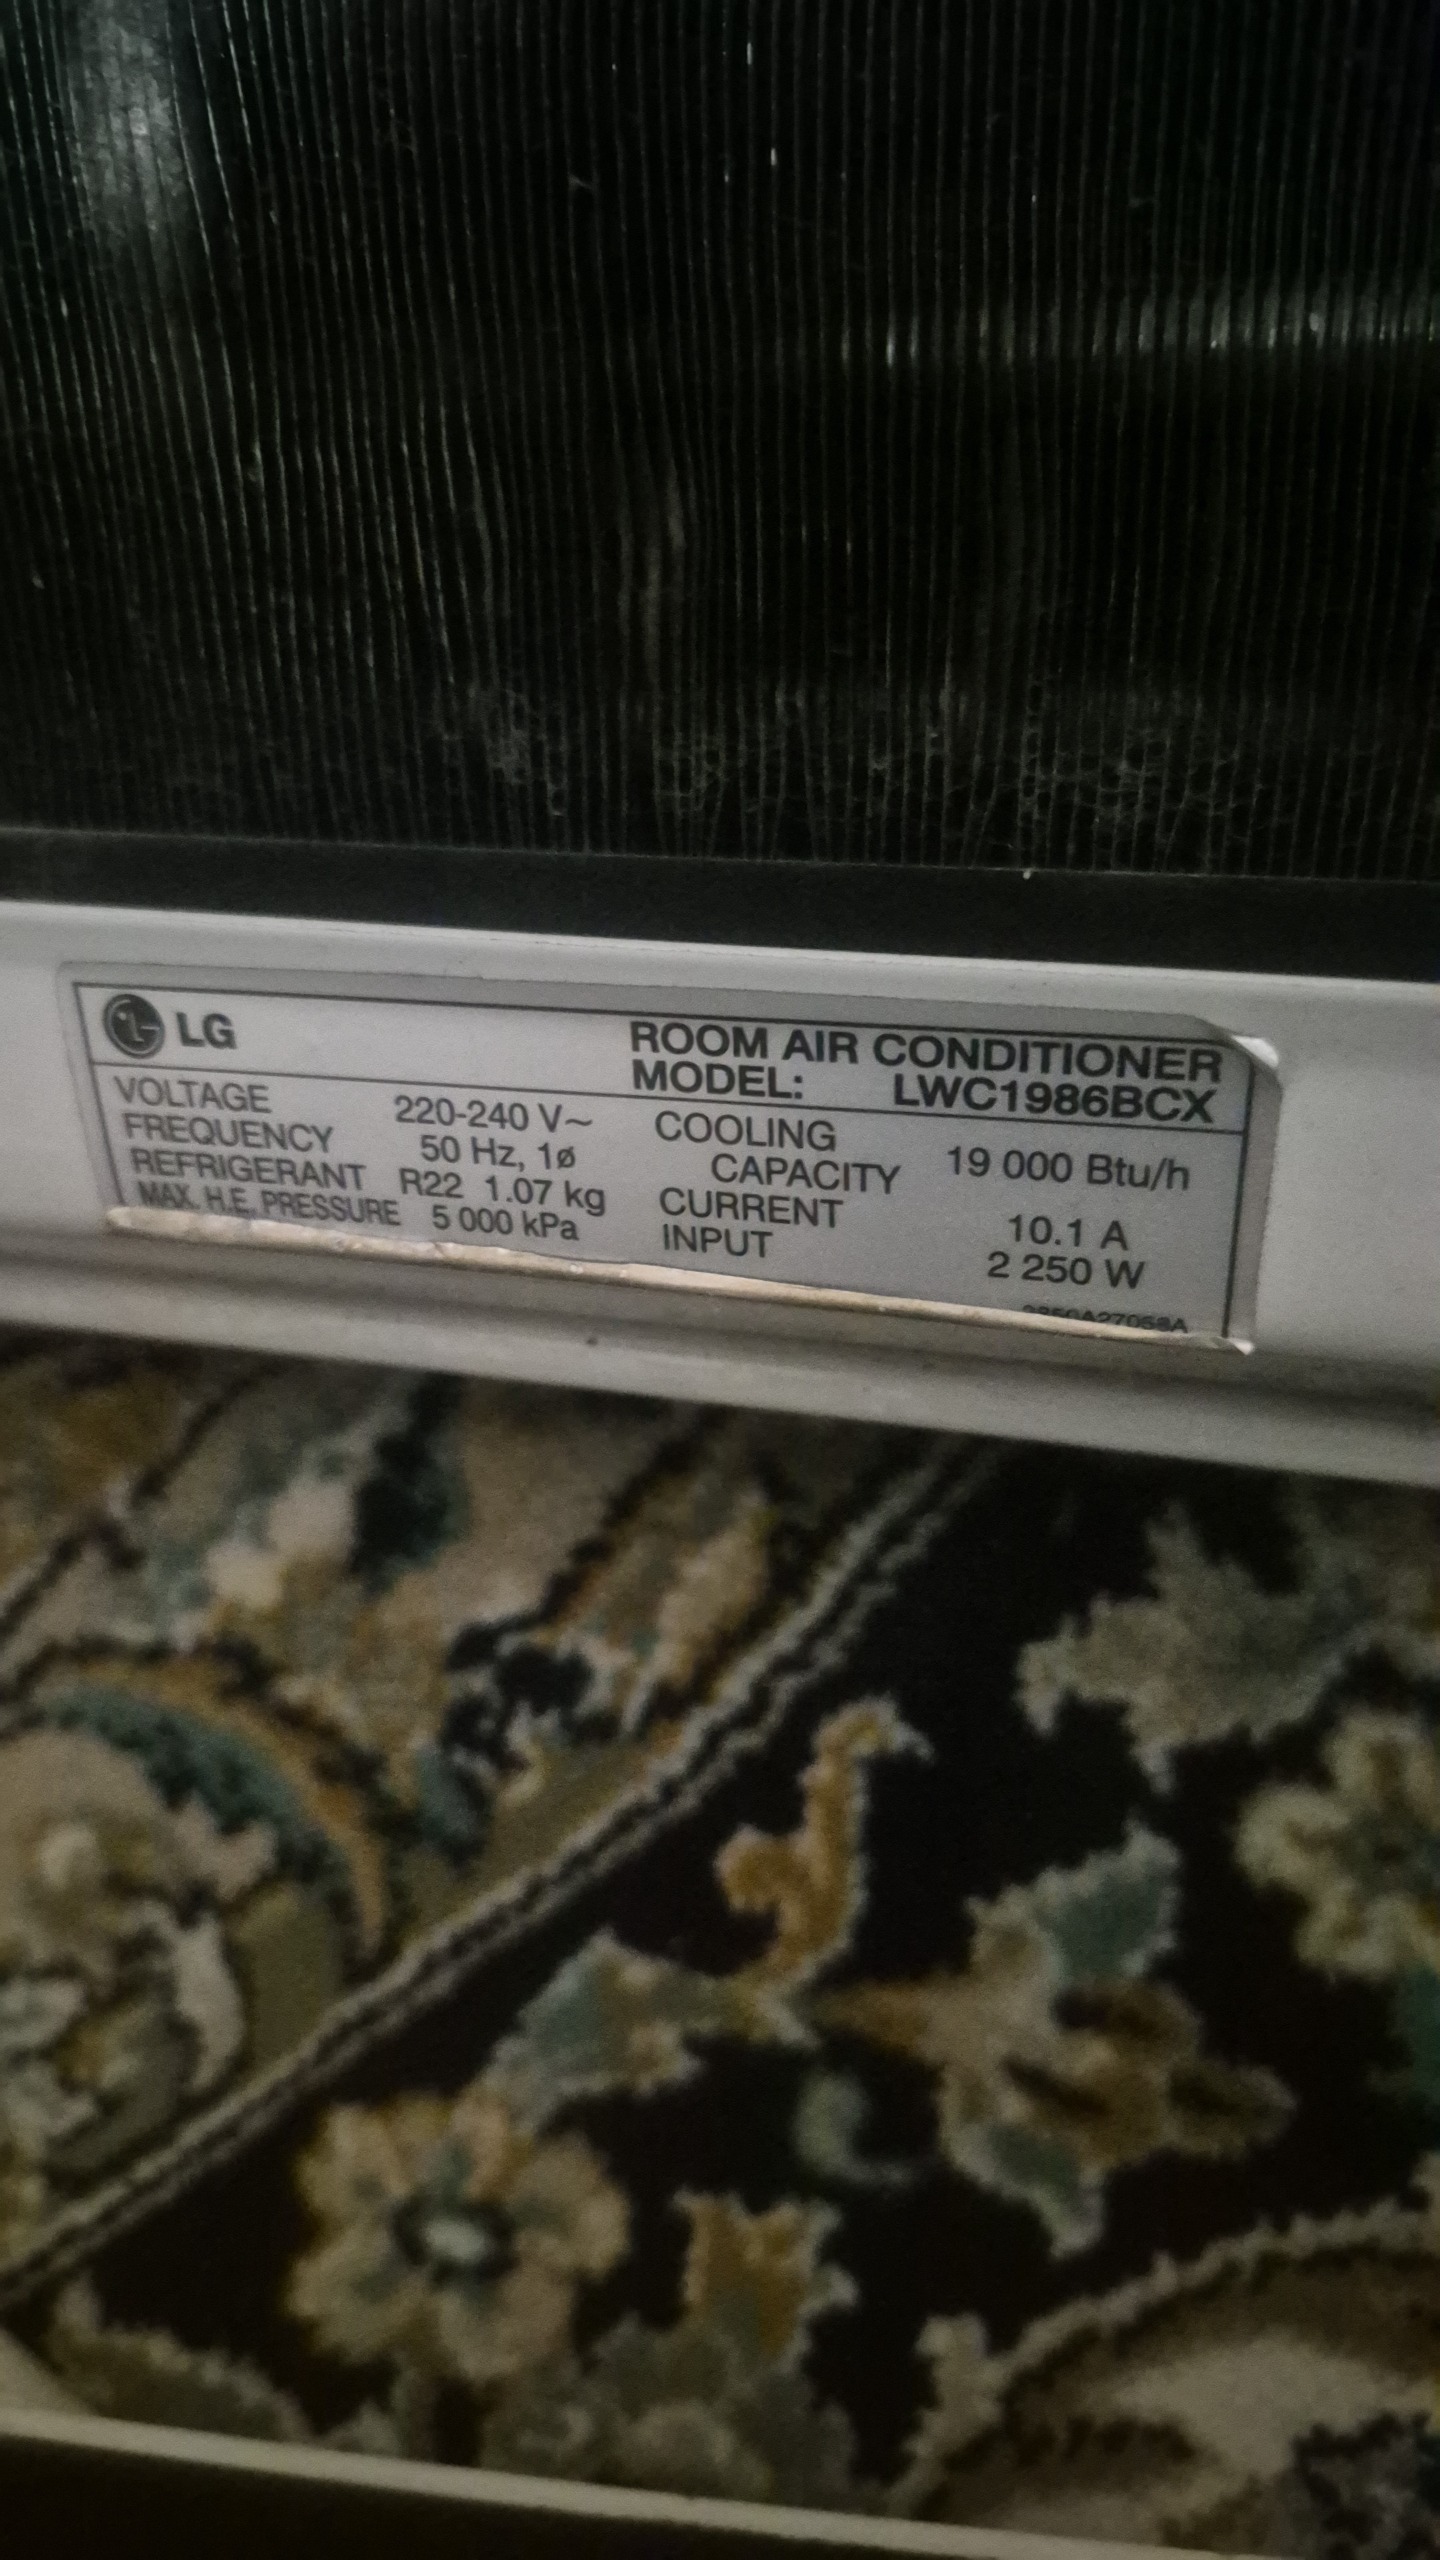 LG
ROOM AIR CONDITIONER
MODEL: LWC1986BCX
VOLTAGE 220-240 V~
FREQUENCY 50 Hz, 1ø
REFRIGERANT R22 1.07 kg
MAX. H.E. PRESSURE 5 000 kPa
COOLING
CAPACITY 19 000 Btu/h
CURRENT 10.1 A
INPUT 2 250 W